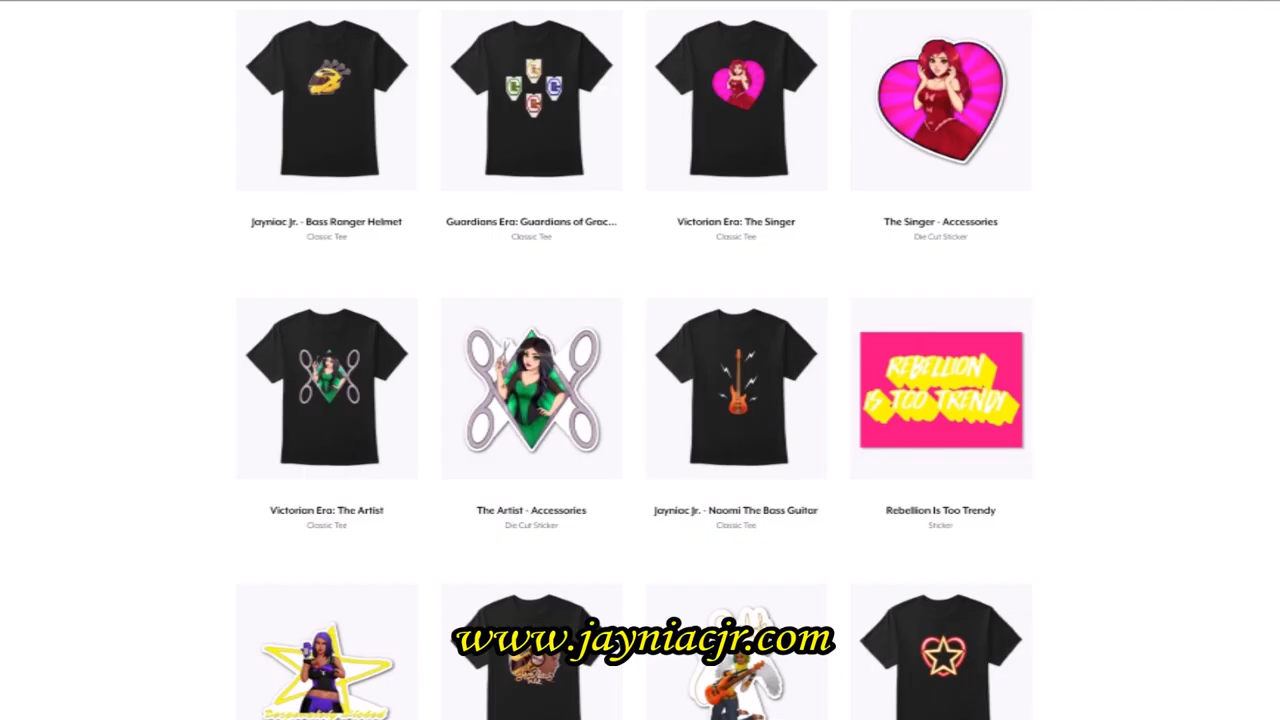 Jayniac Jr. - Bass Ranger Helmet
Classic Tee
Guardians Era: Guardians of Grac...
Classic Tee
Victorian Era: The Singer
Classic Tee
The Singer - Accessories
Die Cut Sticker
REBELLION
IS TOO TRENDY
Victorian Era: The Artist
Classic Tee
The Artist - Accessories
Die Cut Sticker
Jayniac Jr. - Naomi The Bass Guitar
Classic Tee
Rebellion Is Too Trendy
Sticker
www.jayniacjr.com